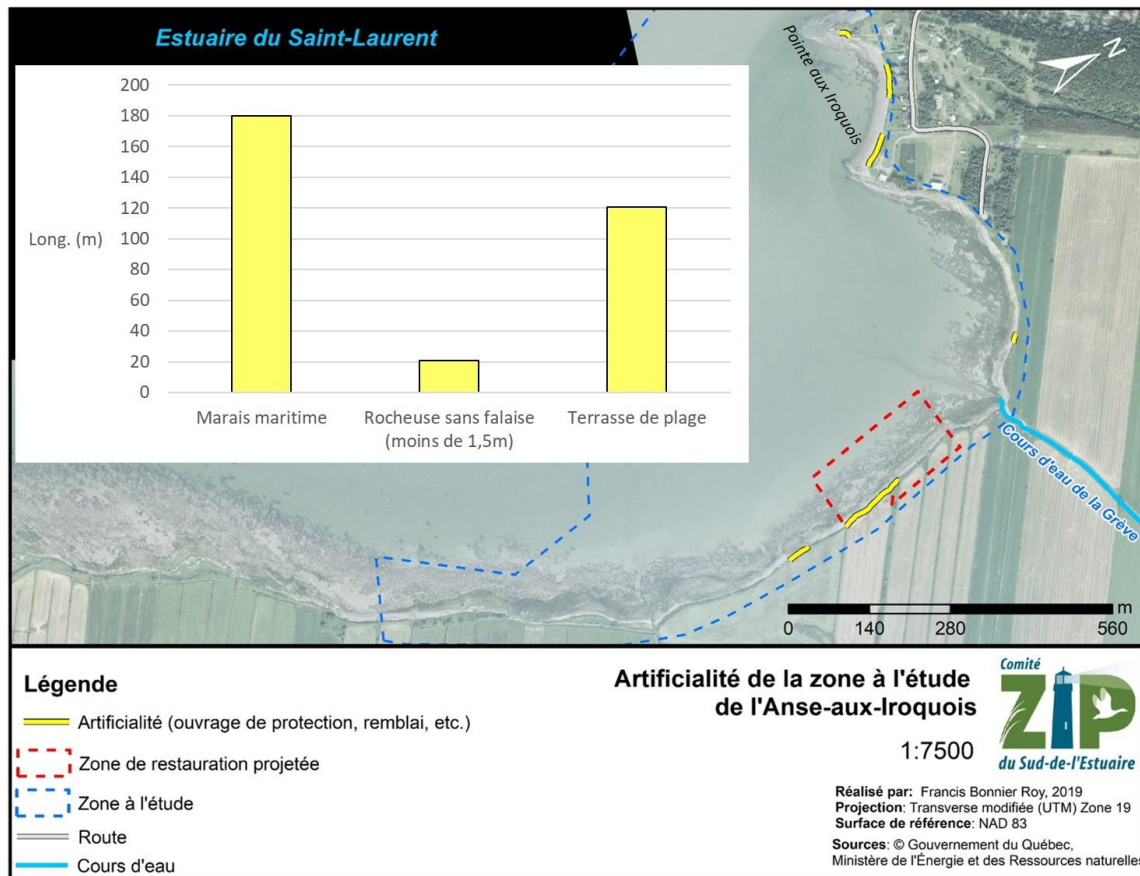 Estuaire du Saint-Laurent
Pointe aux Iroquois
N
200
180
160
140
120
100
80
60
40
20
0
Long. (m)
Marais maritime
Rocheuse sans falaise
(moins de 1,5m)
Terrasse de plage
Cours d'eau de la Grève
m
0 140 280 560
Légende
Artificialité (ouvrage de protection, remblai, etc.)
Zone de restauration projetée
Zone à l'étude
Route
Cours d'eau
Artificialité de la zone à l'étude
de l'Anse-aux-Iroquois
1:7500
Comité
ZIP
du Sud-de-l'Estuaire
Réalisé par: Francis Bonnier Roy, 2019
Projection: Transverse modifiée (UTM) Zone 19
Surface de référence: NAD 83
Sources: © Gouvernement du Québec,
Ministère de l'Énergie et des Ressources naturelles